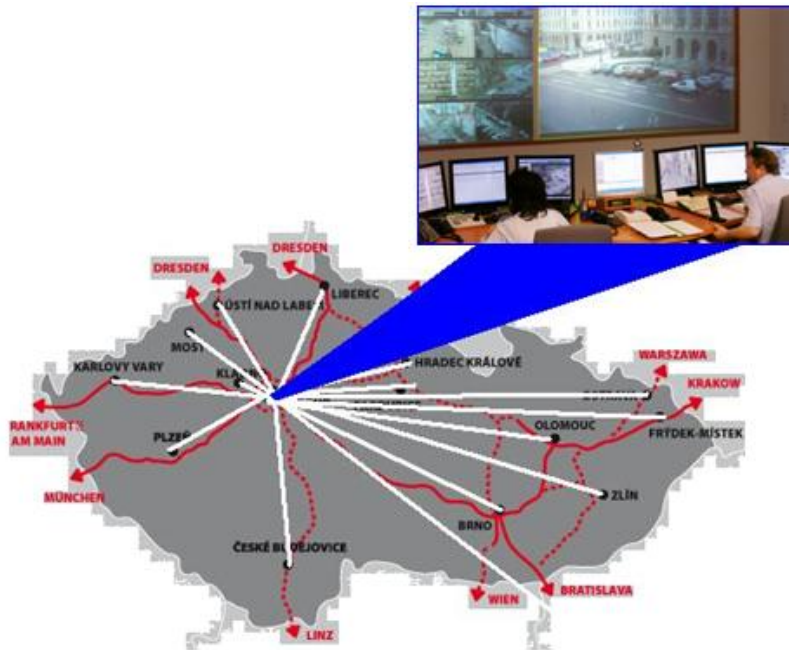 DRESDEN
DRESDEN
LIBEREC
ÚSTÍ NAD LABEM
MOST
HRADEC KRÁLOVÉ
WARSZAWA
KARLOVY VARY
KRAKOW
OSTRAVA
AM MAIN
OLOMOUC
FRÝDEK-MÍSTEK
PLZEŇ
MÜNCHEN
ZLÍN
BRNO
ČESKÉ BUDĚJOVICE
BRATISLAVA
WIEN
LINZ